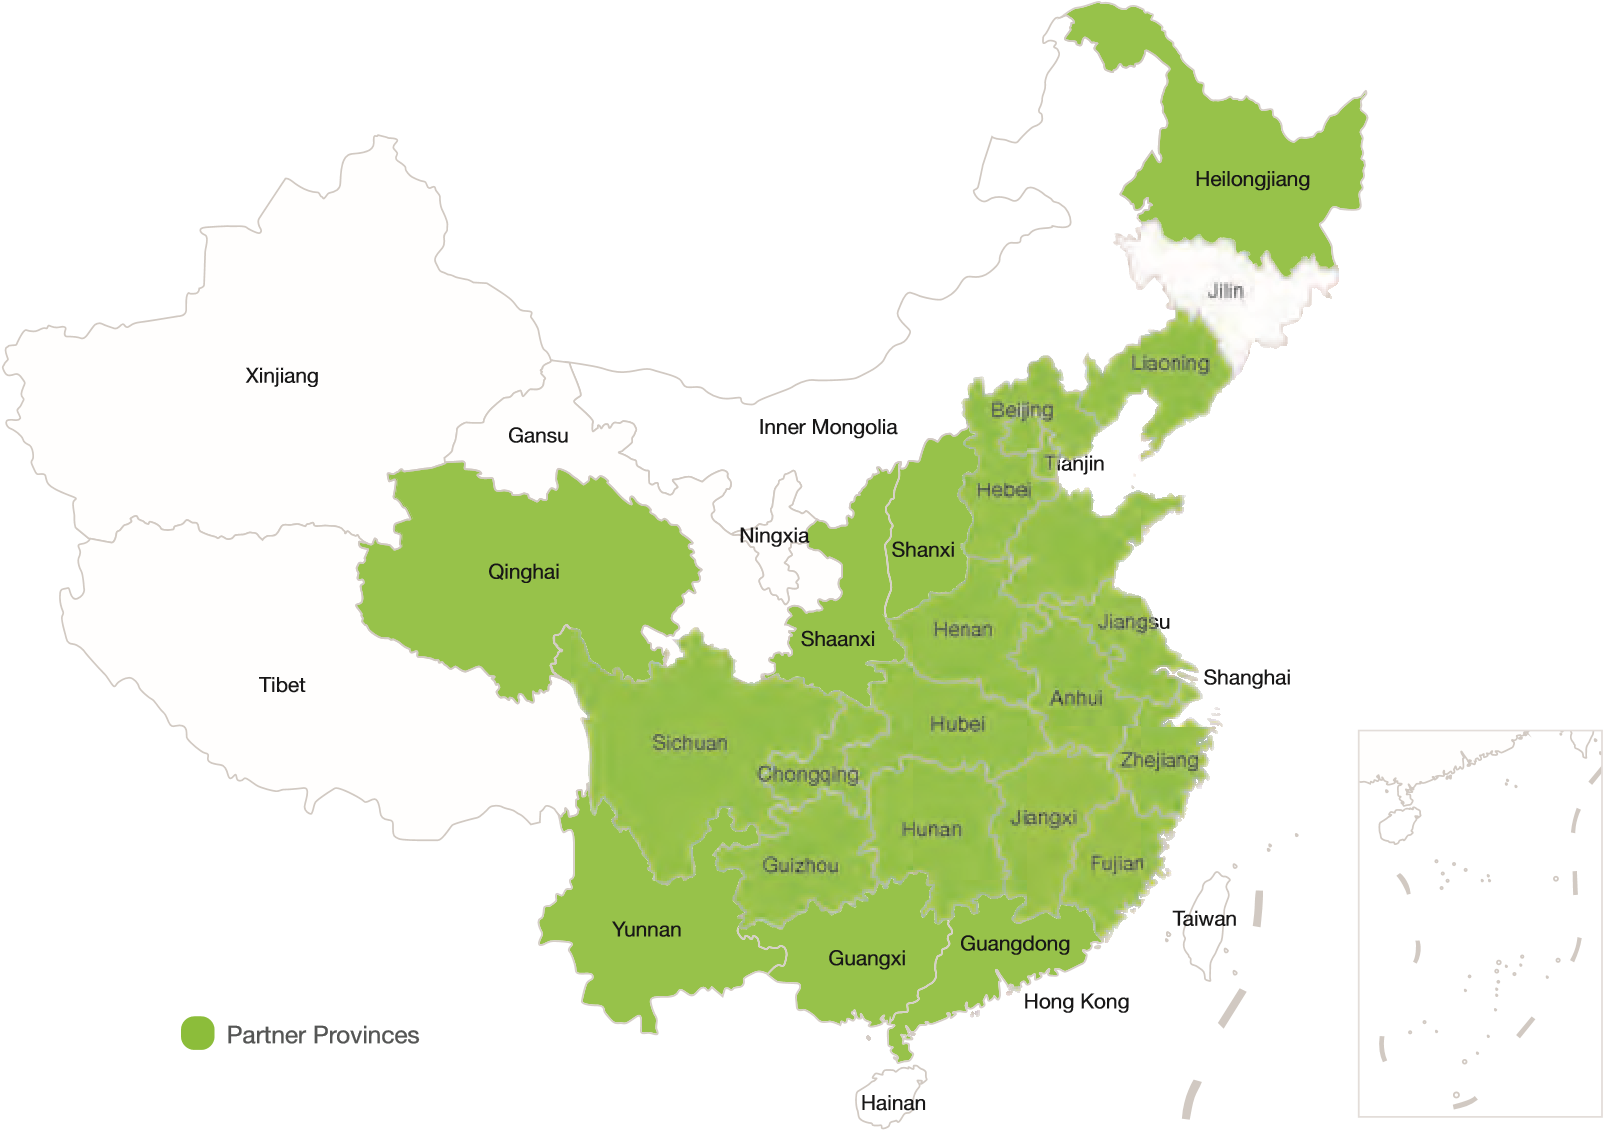 Heilongjiang
Jilin
Liaoning
Xinjiang
Beijing
Inner Mongolia
Gansu
Tianjin
Hebei
Ningxia
Shanxi
Qinghai
Jiangsu
Henan
Shaanxi
Shanghai
Tibet
Anhui
Hubei
Sichuan
Zhejiang
Chongqing
Jiangxi
Hunan
Fujian
Guizhou
Taiwan
Yunnan
Guangdong
Guangxi
Hong Kong
Partner Provinces
Hainan